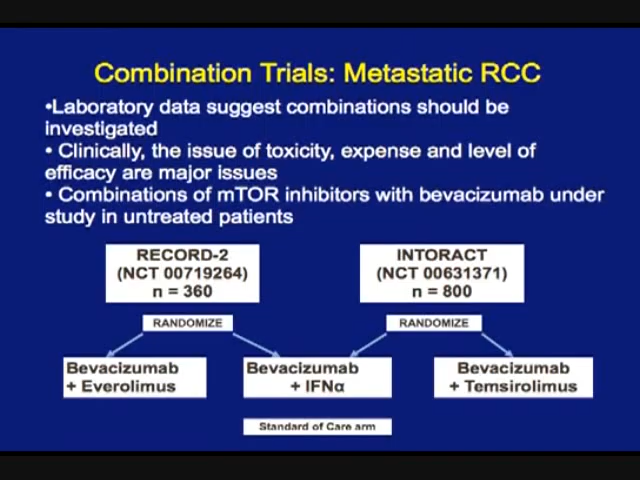 Combination Trials: Metastatic RCC
•Laboratory data suggest combinations should be
investigated
• Clinically, the issue of toxicity, expense and level of
efficacy are major issues
• Combinations of mTOR inhibitors with bevacizumab under
study in untreated patients
RECORD-2
(NCT 00719264)
n = 360
INTORACT
(NCT 00631371)
n = 800
RANDOMIZE
RANDOMIZE
Bevacizumab
+ Everolimus
Bevacizumab
+ IFNα
Bevacizumab
+ Temsirolimus
Standard of Care arm